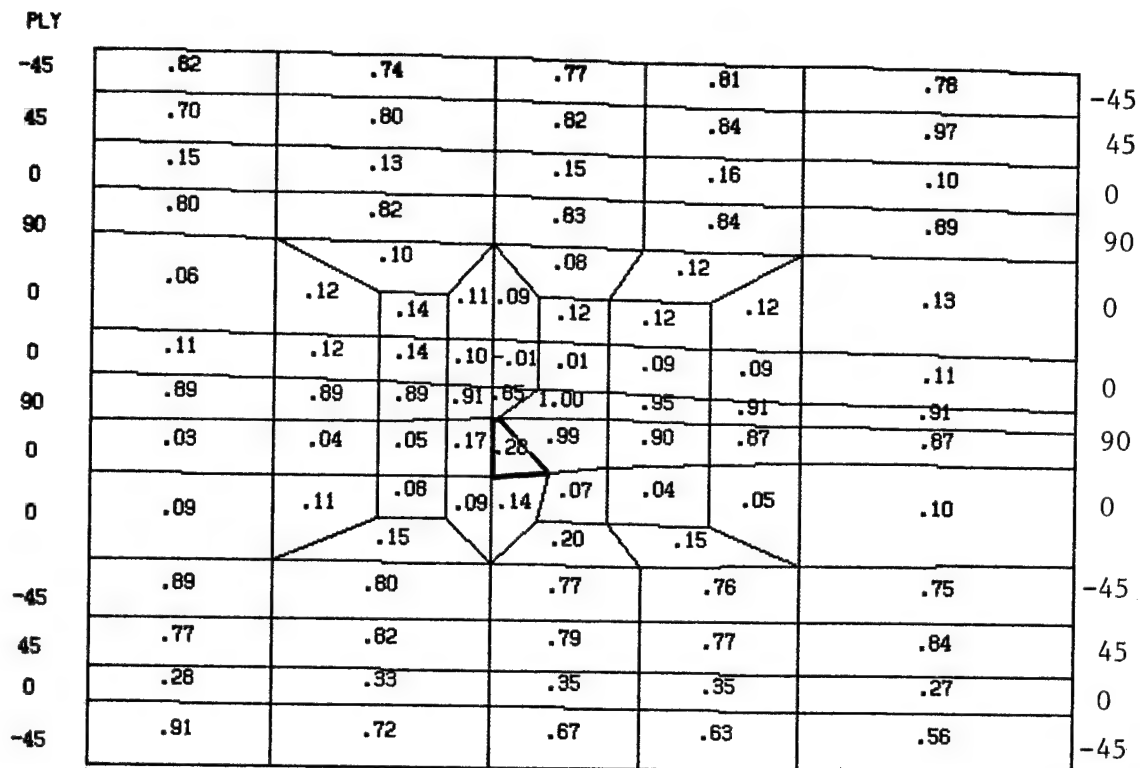 PLY
-45 .82 .74 .77 .81 .78 -45
45 .70 .80 .82 .84 .97 45
0 .15 .13 .15 .16 .10 0
90 .80 .82 .83 .84 .89 90
.10 .08 .12
0 .06 .12 .14 .11 .09 .12 .12 .12 .13 0
0 .11 .12 .14 .10 -.01 .01 .09 .09 .11 0
90 .89 .89 .89 .91 .85 1.00 .95 .91 .91
0 .03 .04 .05 .17 .28 .99 .90 .87 .87 90
0 .09 .11 .08 .09 .14 .07 .04 .05 .10 0
.15 .20 .15
-45 .89 .80 .77 .76 .75 -45
45 .77 .82 .79 .77 .84 45
0 .28 .33 .35 .35 .27 0
-45 .91 .72 .67 .63 .56 -45